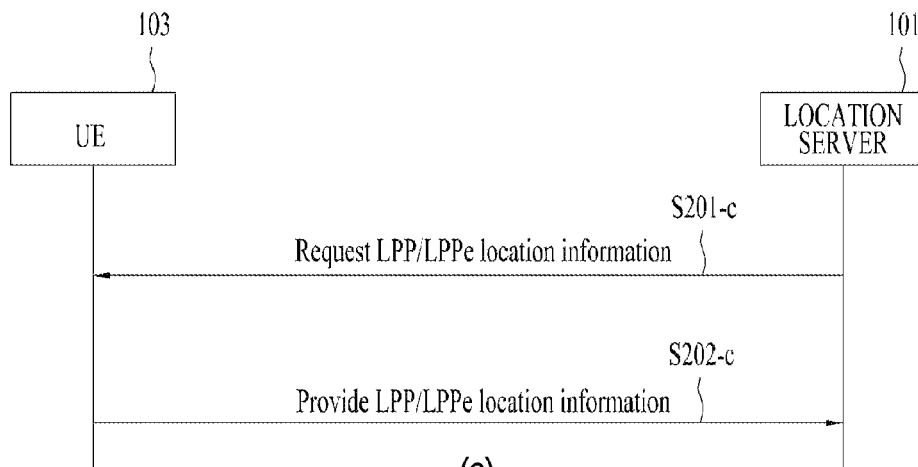 103
101
UE
LOCATION
SERVER
S201-c
Request LPP/LPPe location information
S202-c
Provide LPP/LPPe location information